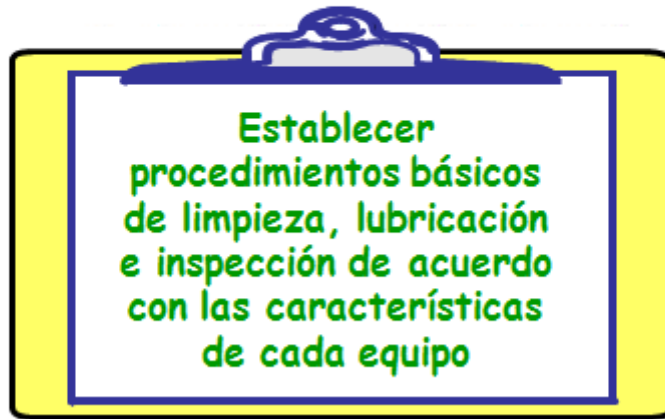 Establecer
procedimientos básicos
de limpieza, lubricación
e inspección de acuerdo
con las características
de cada equipo